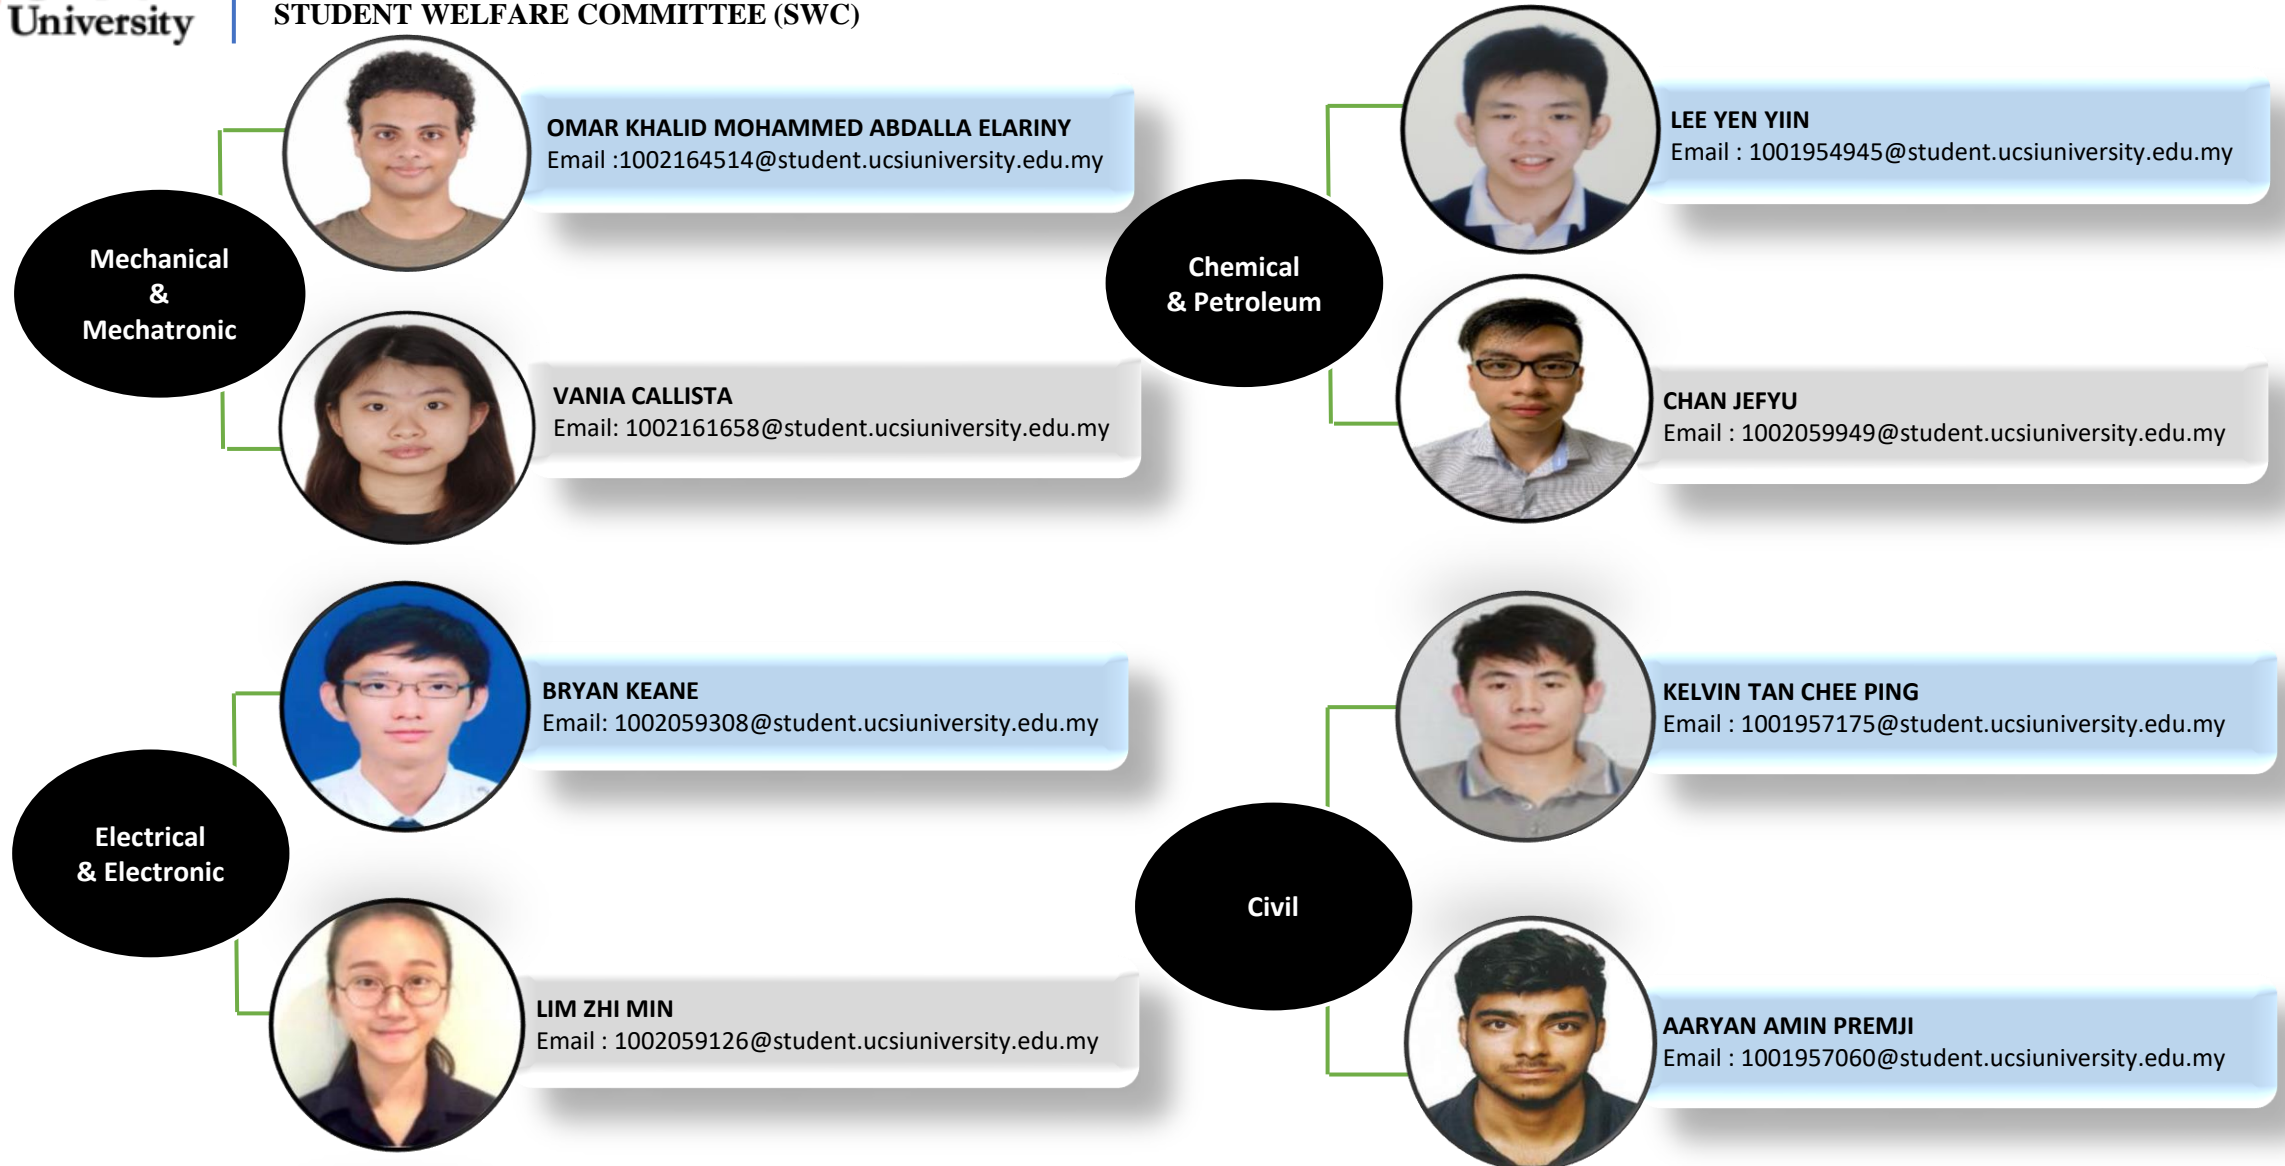 University
STUDENT WELFARE COMMITTEE (SWC)
Mechanical
&
Mechatronic
OMAR KHALID MOHAMMED ABDALLA ELARINY
Email :1002164514@student.ucsiuniversity.edu.my
VANIA CALLISTA
Email: 1002161658@student.ucsiuniversity.edu.my
Chemical
& Petroleum
LEE YEN YIIN
Email : 1001954945@student.ucsiuniversity.edu.my
CHAN JEFYU
Email : 1002059949@student.ucsiuniversity.edu.my
Electrical
& Electronic
BRYAN KEANE
Email: 1002059308@student.ucsiuniversity.edu.my
LIM ZHI MIN
Email : 1002059126@student.ucsiuniversity.edu.my
Civil
KELVIN TAN CHEE PING
Email : 1001957175@student.ucsiuniversity.edu.my
AARYAN AMIN PREMJI
Email : 1001957060@student.ucsiuniversity.edu.my